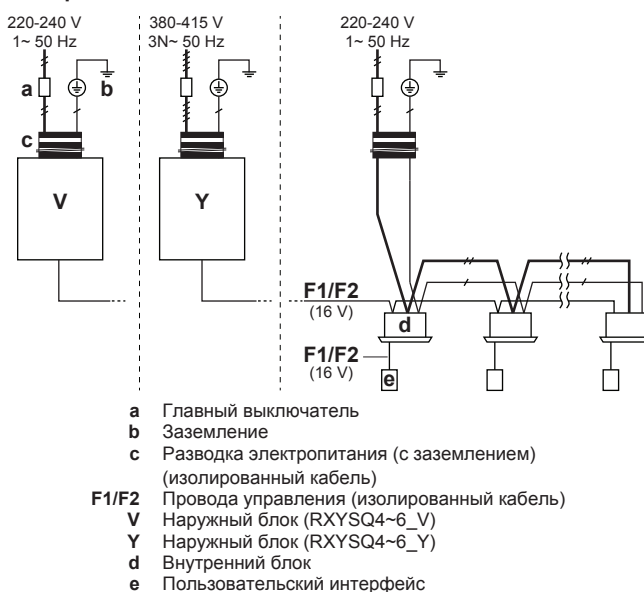 220-240 V
1~ 50 Hz
380-415 V
3N~ 50 Hz
220-240 V
1~ 50 Hz
a
b
c
V
Y
F1/F2
(16 V)
d
F1/F2
(16 V)
e
a Главный выключатель
b Заземление
c Разводка электропитания (с заземлением)
(изолированный кабель)
F1/F2 Провода управления (изолированный кабель)
V Наружный блок (RXYSQ4~6_V)
Y Наружный блок (RXYSQ4~6_Y)
d Внутренний блок
e Пользовательский интерфейс